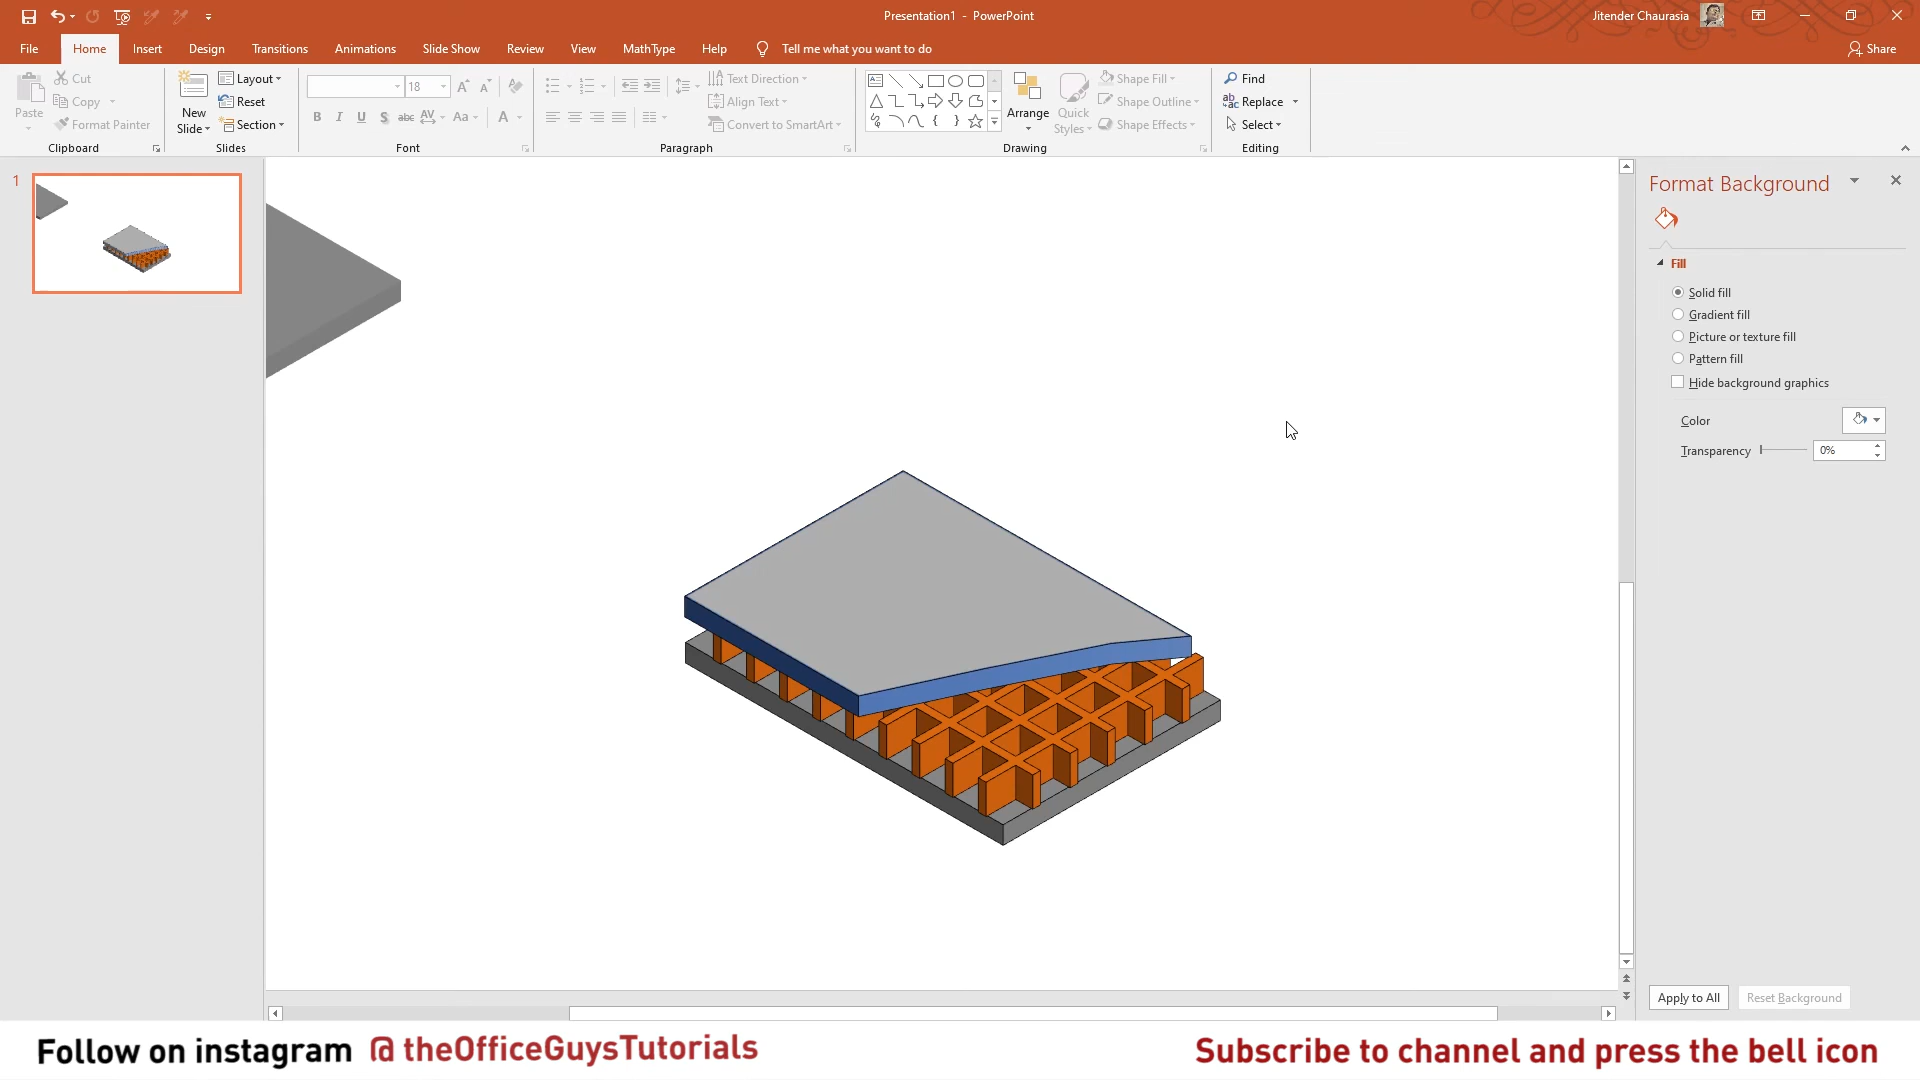 Presentation1 - PowerPoint
Jitender Chaurasia
File Home Insert Design Transitions Animations Slide Show Review View MathType Help Tell me what you want to do Share
Paste
Cut
Copy
Format Painter
Clipboard
New Slide
Layout
Reset
Section
Slides
18
B I U S abc AV Aa A
Font
Text Direction
Align Text
Convert to SmartArt
Paragraph
Arrange
Quick Styles
Shape Fill
Shape Outline
Shape Effects
Drawing
Find
Replace
Select
Editing
1
Format Background
Fill
Solid fill
Gradient fill
Picture or texture fill
Pattern fill
Hide background graphics
Color
Transparency 0%
Apply to All Reset Background
Follow on instagram @ theOfficeGuysTutorials
Subscribe to channel and press the bell icon